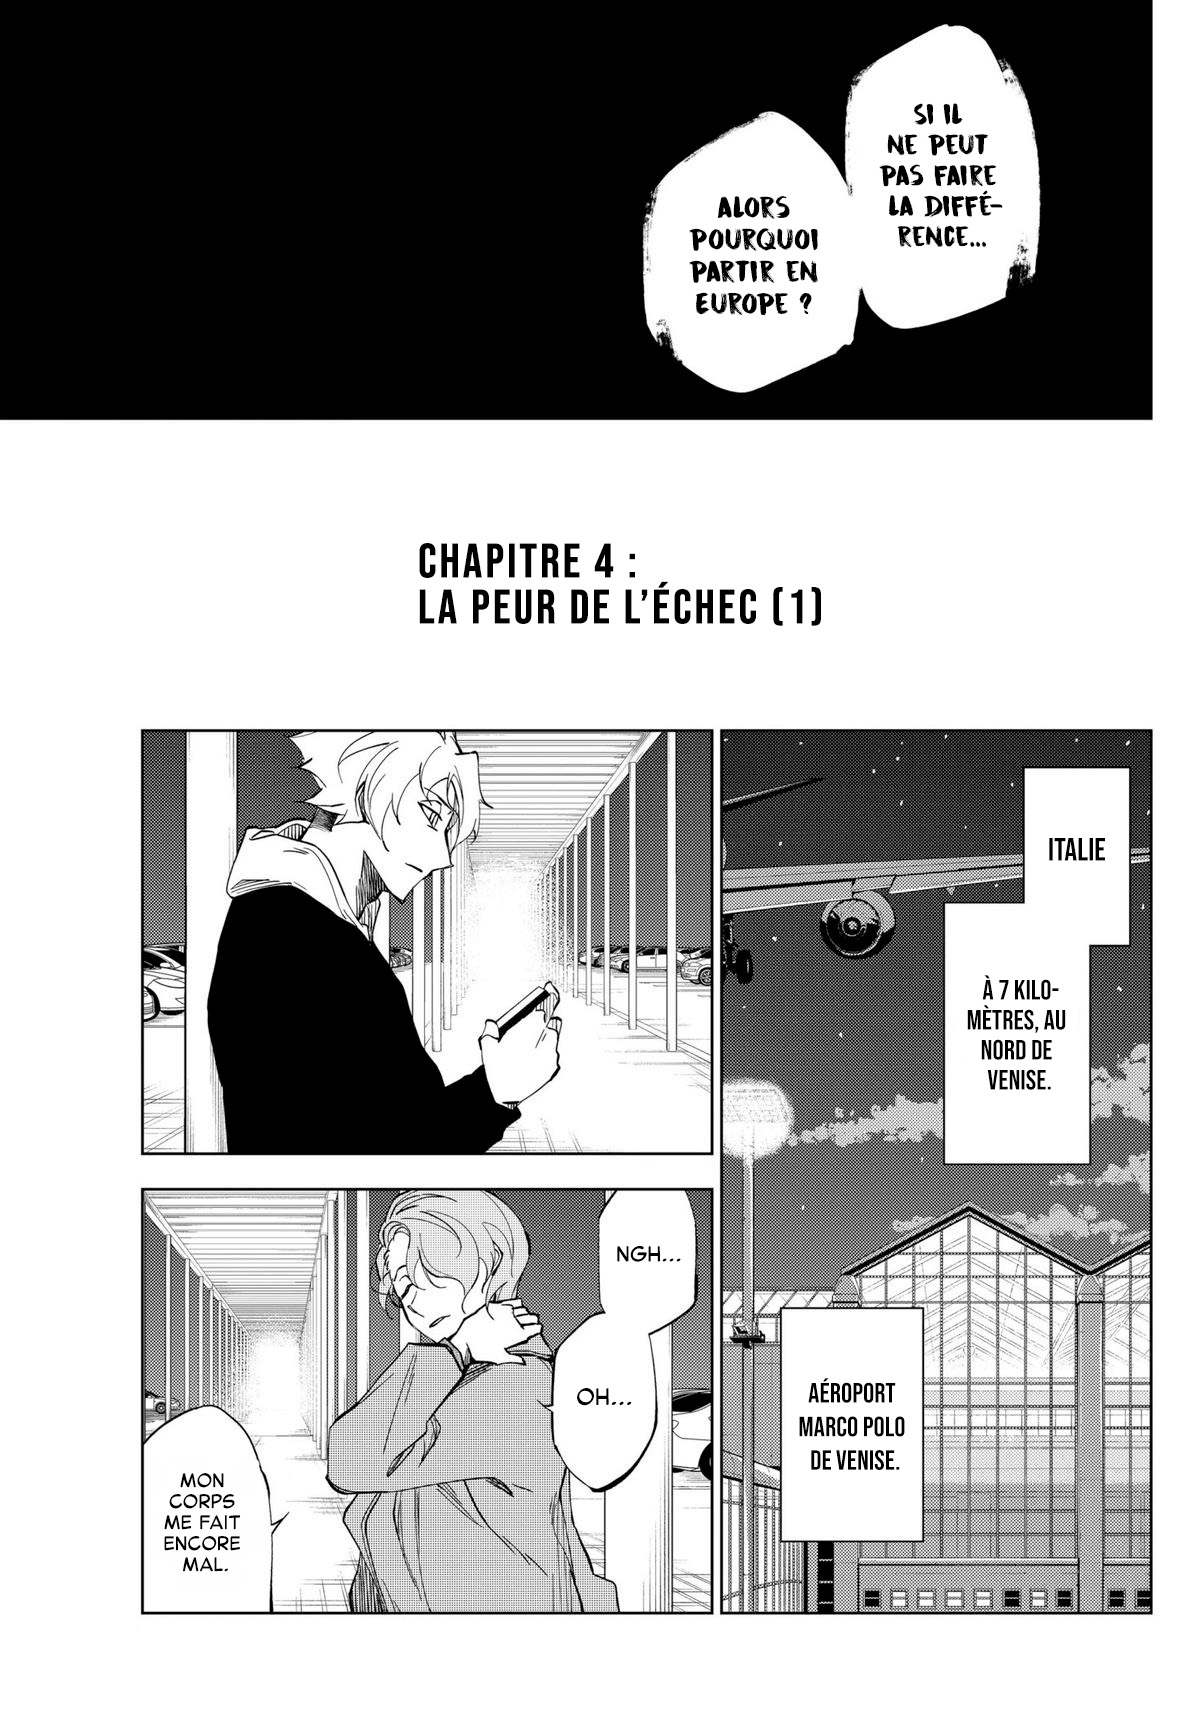 SI IL
NE PEUT
PAS FAIRE
LA DIFFÉ-
RENCE...
ALORS
POURQUOI
PARTIR EN
EUROPE ?
CHAPITRE 4 :
LA PEUR DE L'ÉCHEC (1)
ITALIE
À 7 KILO-
MÈTRES, AU
NORD DE
VENISE.
AÉROPORT
MARCO POLO
DE VENISE.
NGH...
OH...
MON
CORPS
ME FAIT
ENCORE
MAL.